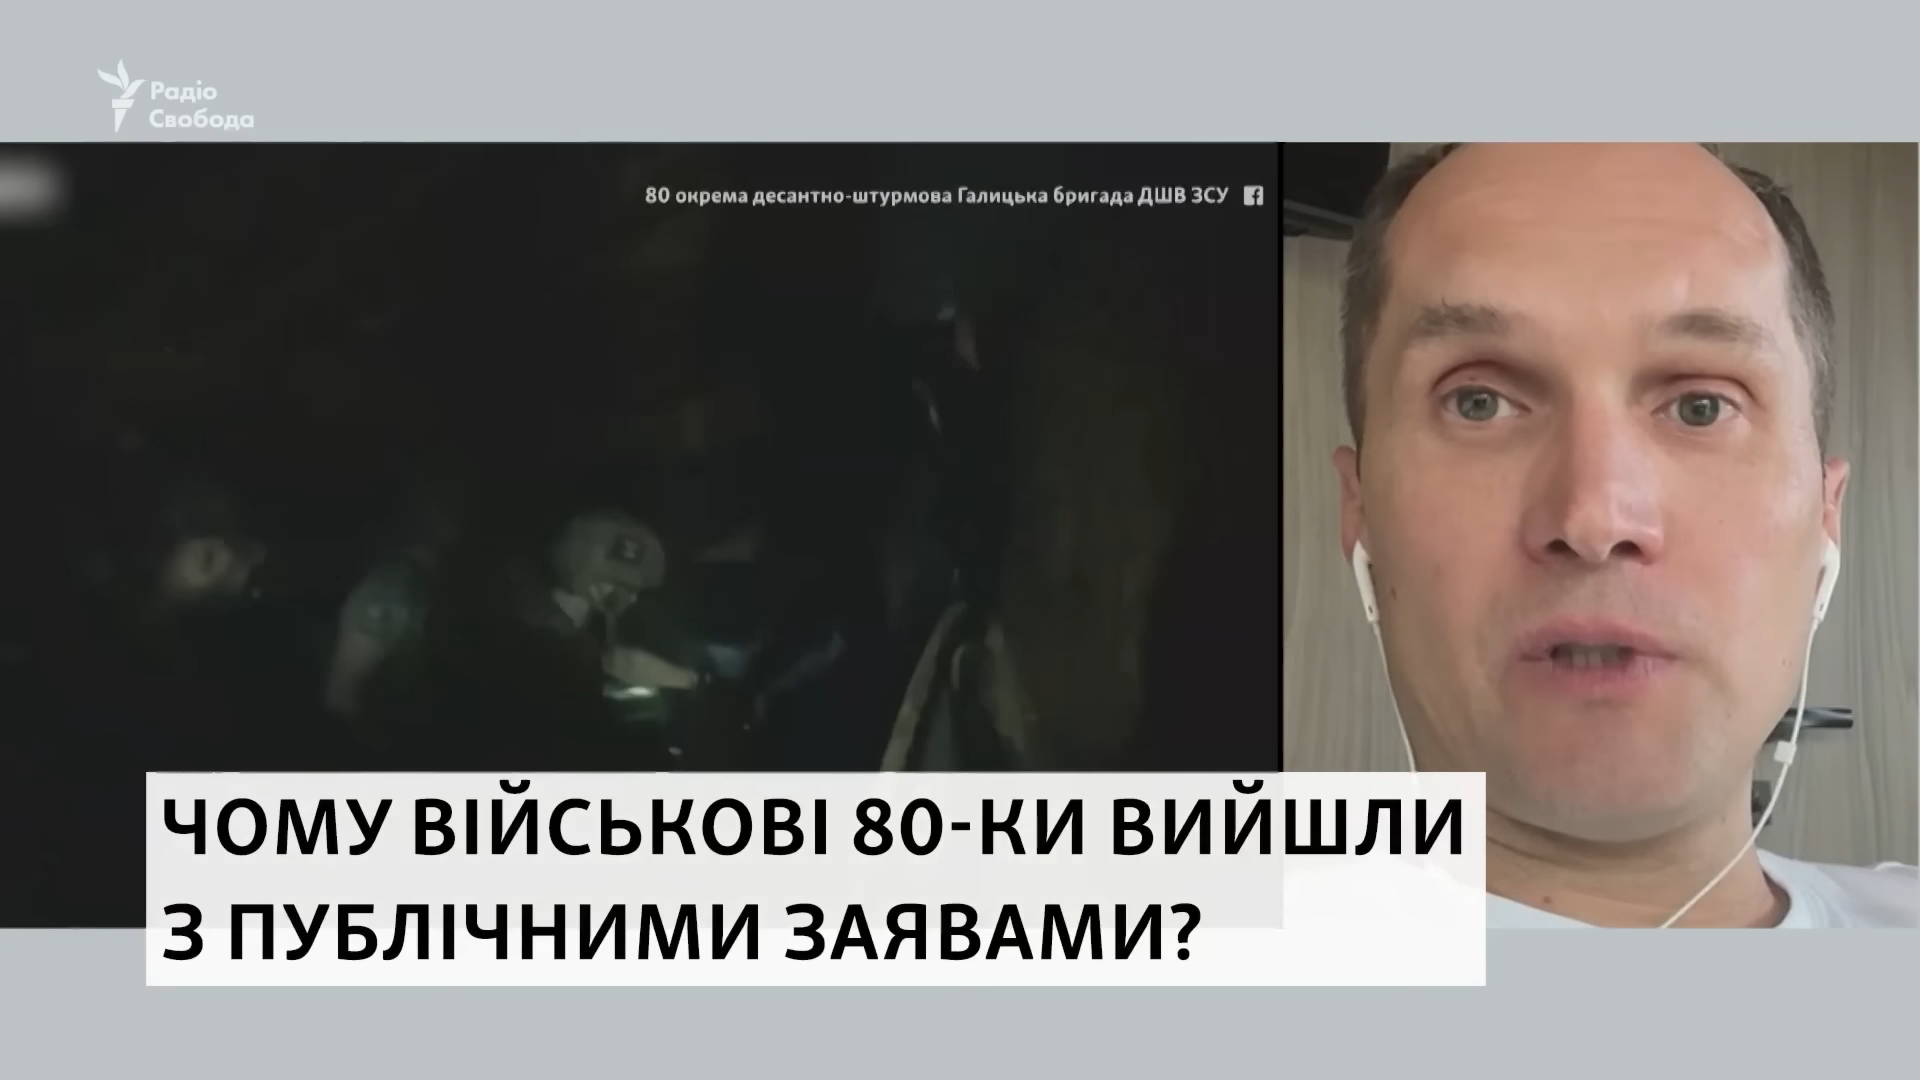 Радіо
Свобода
80 окрема десантно-штурмова Галицька бригада ДШВ ЗСУ
ЧОМУ ВІЙСЬКОВІ 80-КИ ВИЙШЛИ
З ПУБЛІЧНИМИ ЗАЯВАМИ?